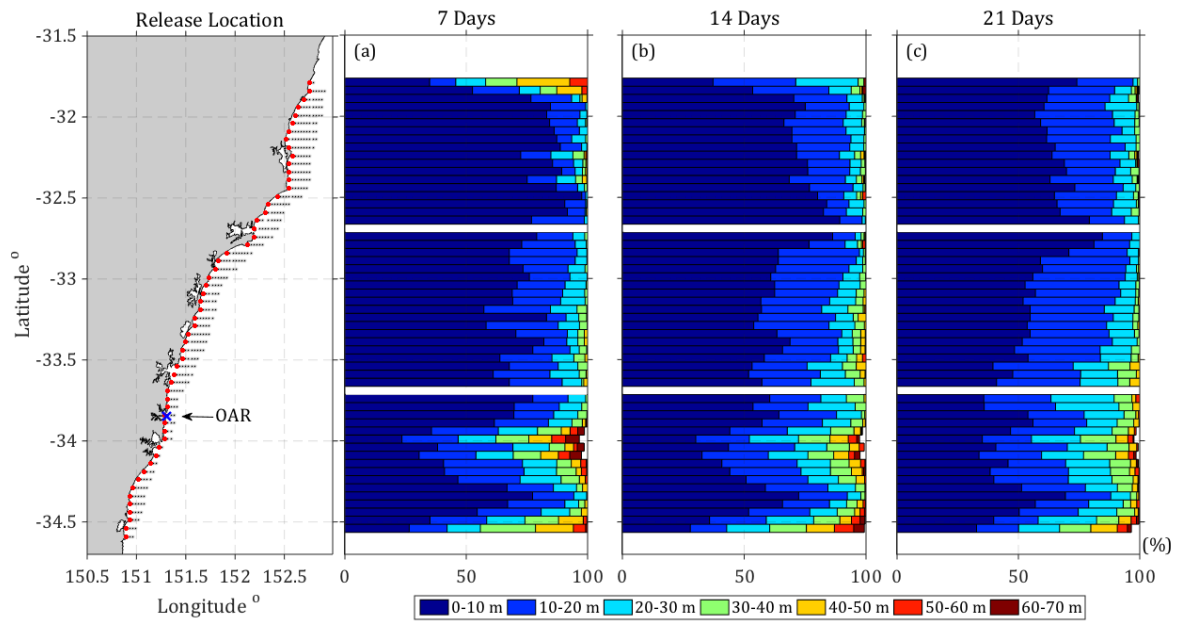 Release Location
7 Days
14 Days
21 Days
-31.5
-32
-32.5
-33
-33.5
-34
-34.5
Latitude °
(a)
(b)
(c)
OAR
(%)
150.5 151 151.5 152 152.5
0 50 100
0 50 100
0 50 100
Longitude °
0-10 m 10-20 m 20-30 m 30-40 m 40-50 m 50-60 m 60-70 m